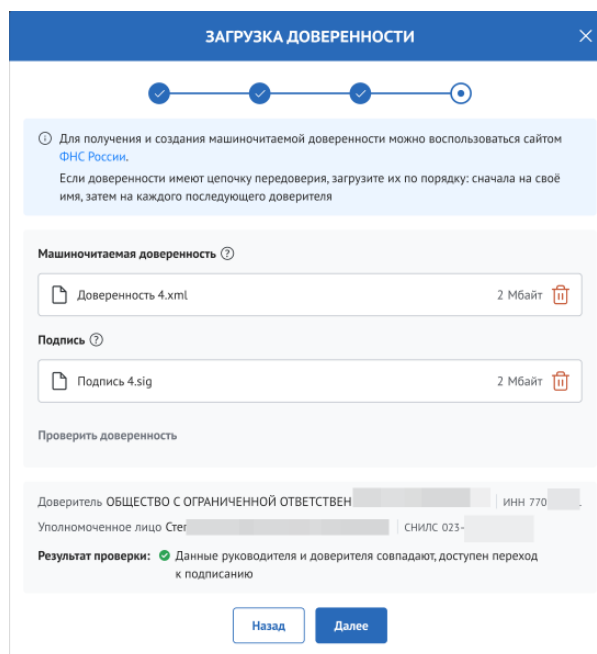 ЗАГРУЗКА ДОВЕРЕННОСТИ
Для получения и создания машиночитаемой доверенности можно воспользоваться сайтом
ФНС России.
Если доверенности имеют цепочку передоверия, загрузите их по порядку: сначала на своё
имя, затем на каждого последующего доверителя
Машиночитаемая доверенность
Доверенность 4.xml 2 Мбайт
Подпись
Подпись 4.sig 2 Мбайт
Проверить доверенность
Доверитель ОБЩЕСТВО С ОГРАНИЧЕННОЙ ОТВЕТСТВЕН ИНН 770
Уполномоченное лицо Сте СНИЛС 023-
Результат проверки: Данные руководителя и доверителя совпадают, доступен переход
к подписанию
Назад Далее